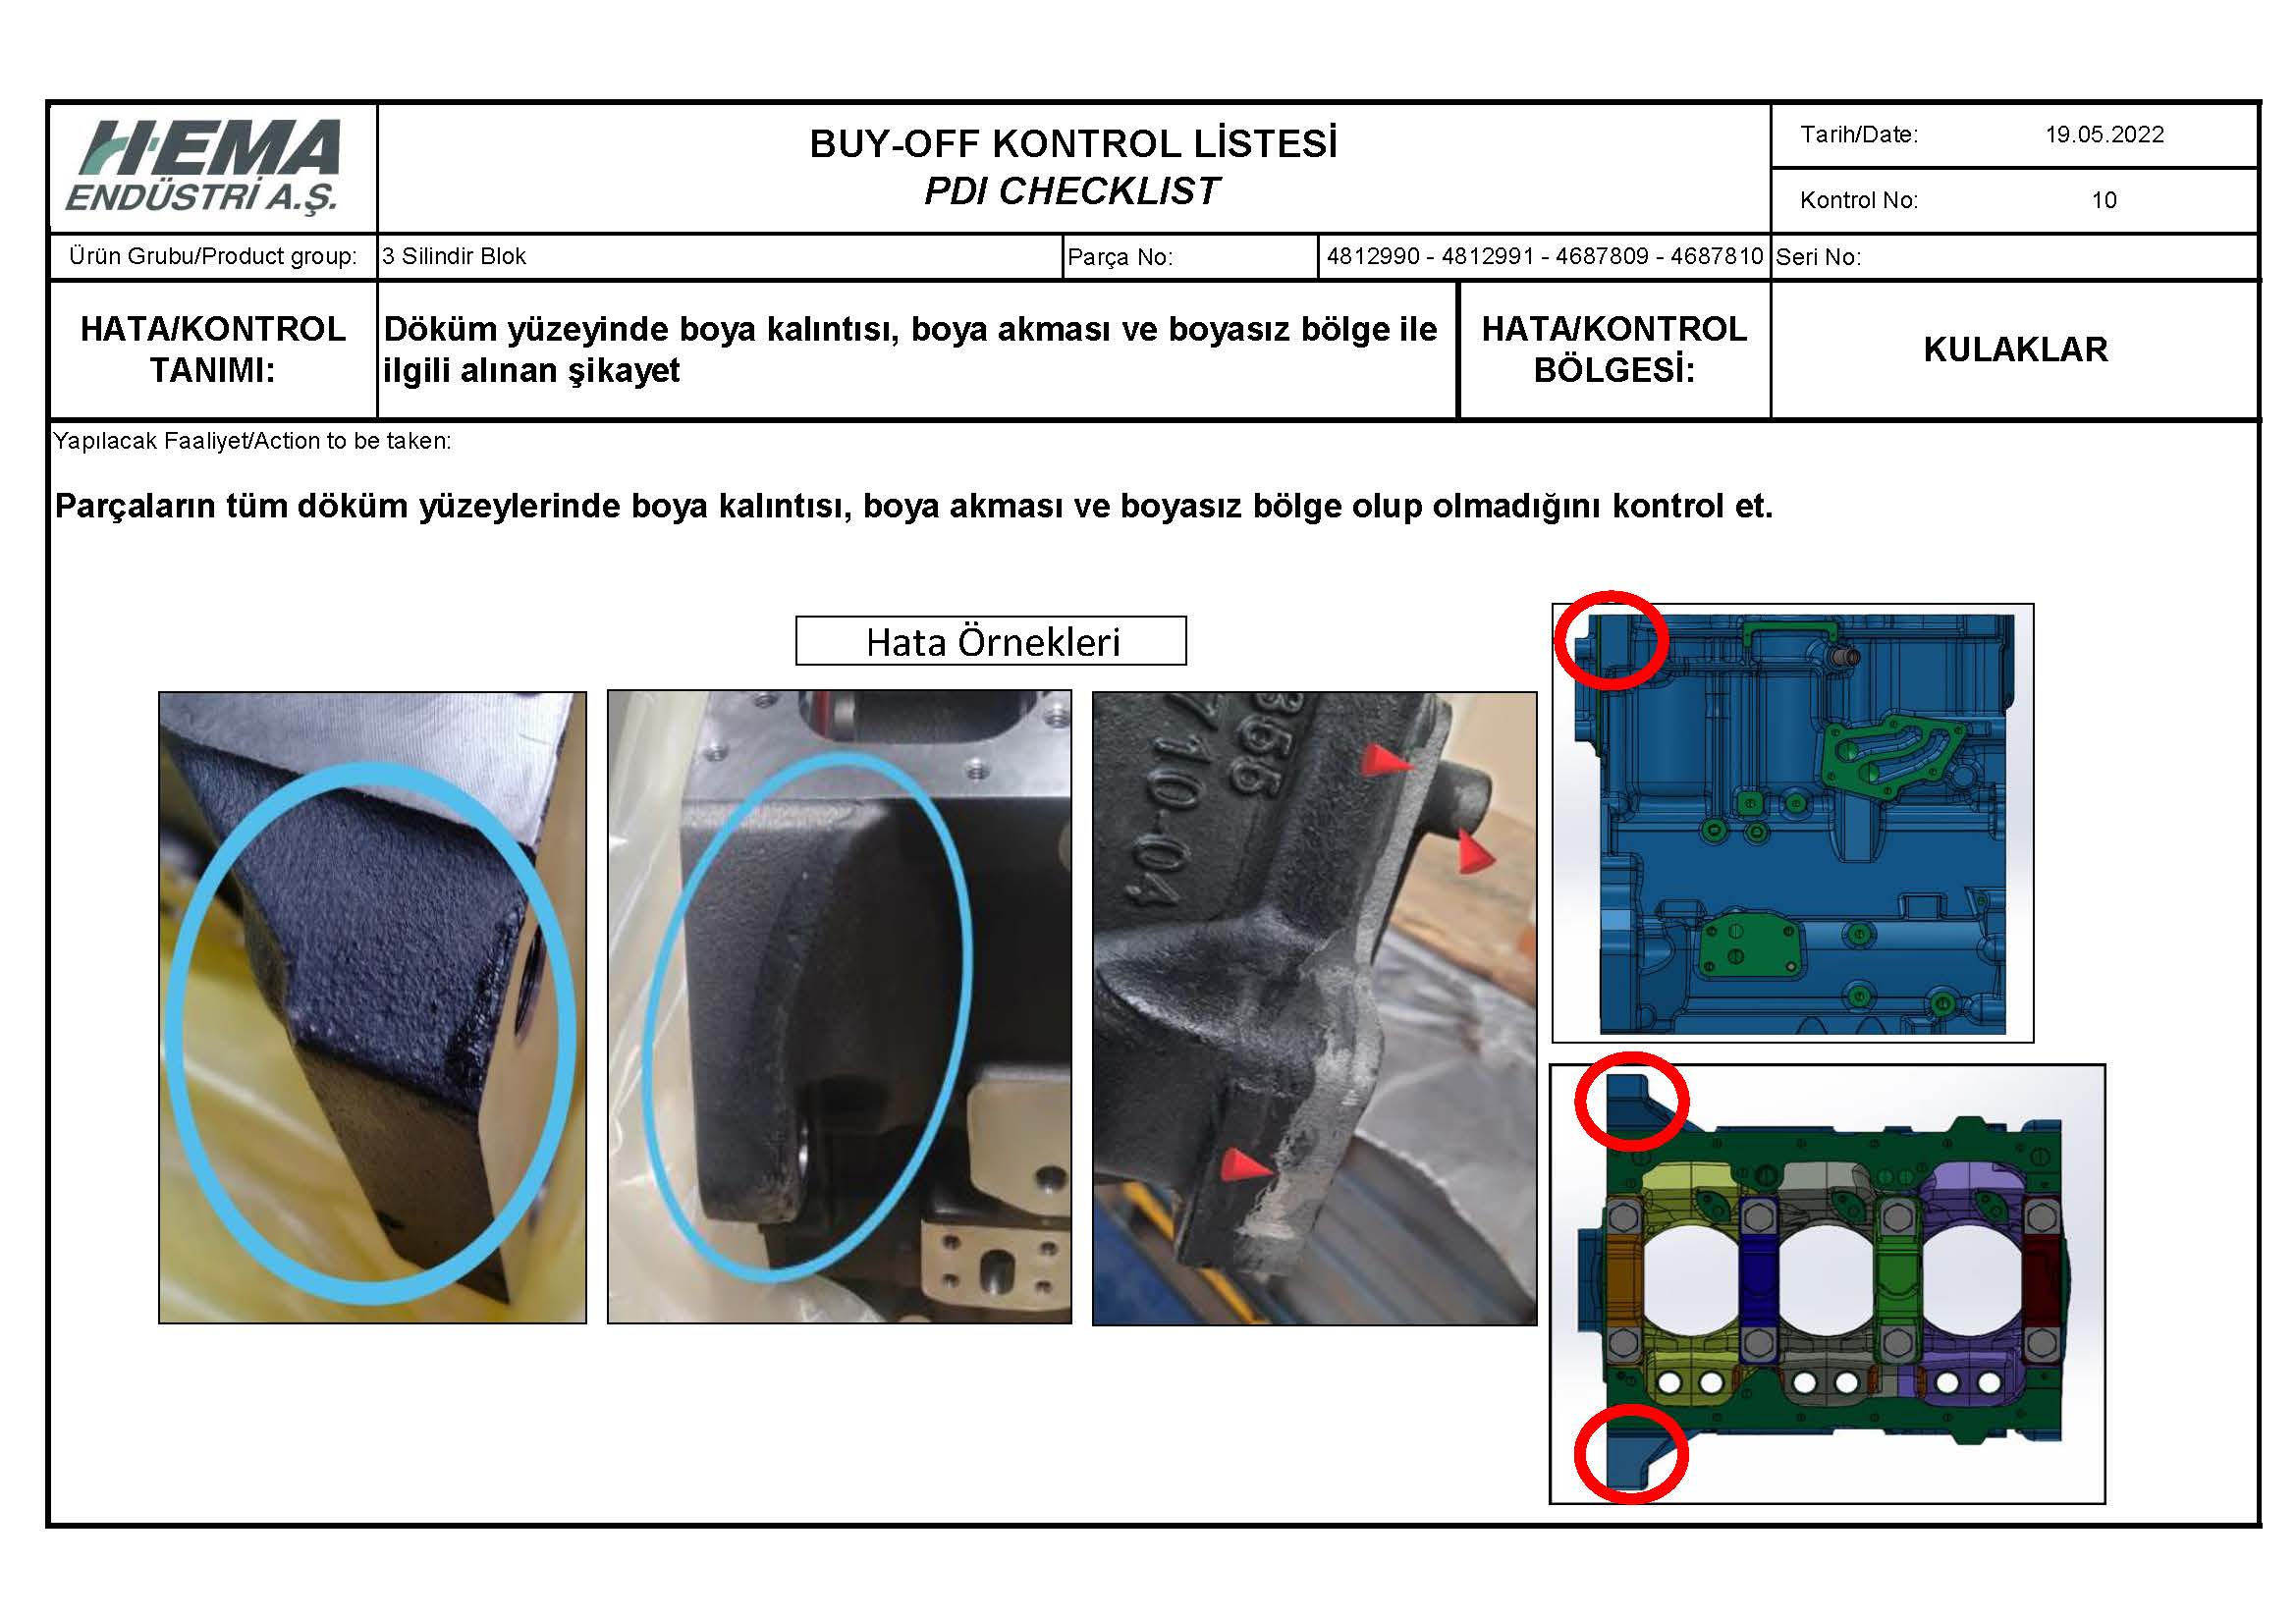 HEMA
ENDÜSTRİ A.Ş.
BUY-OFF KONTROL LİSTESİ
PDI CHECKLIST
Tarih/Date: 19.05.2022
Kontrol No: 10
Ürün Grubu/Product group: 3 Silindir Blok Parça No: 4812990 - 4812991 - 4687809 - 4687810 Seri No:
HATA/KONTROL
TANIMI:
Döküm yüzeyinde boya kalıntısı, boya akması ve boyasız bölge ile
ilgili alınan şikayet
HATA/KONTROL
BÖLGESİ:
KULAKLAR
Yapılacak Faaliyet/Action to be taken:
Parçaların tüm döküm yüzeylerinde boya kalıntısı, boya akması ve boyasız bölge olup olmadığını kontrol et.
Hata Örnekleri
710-04